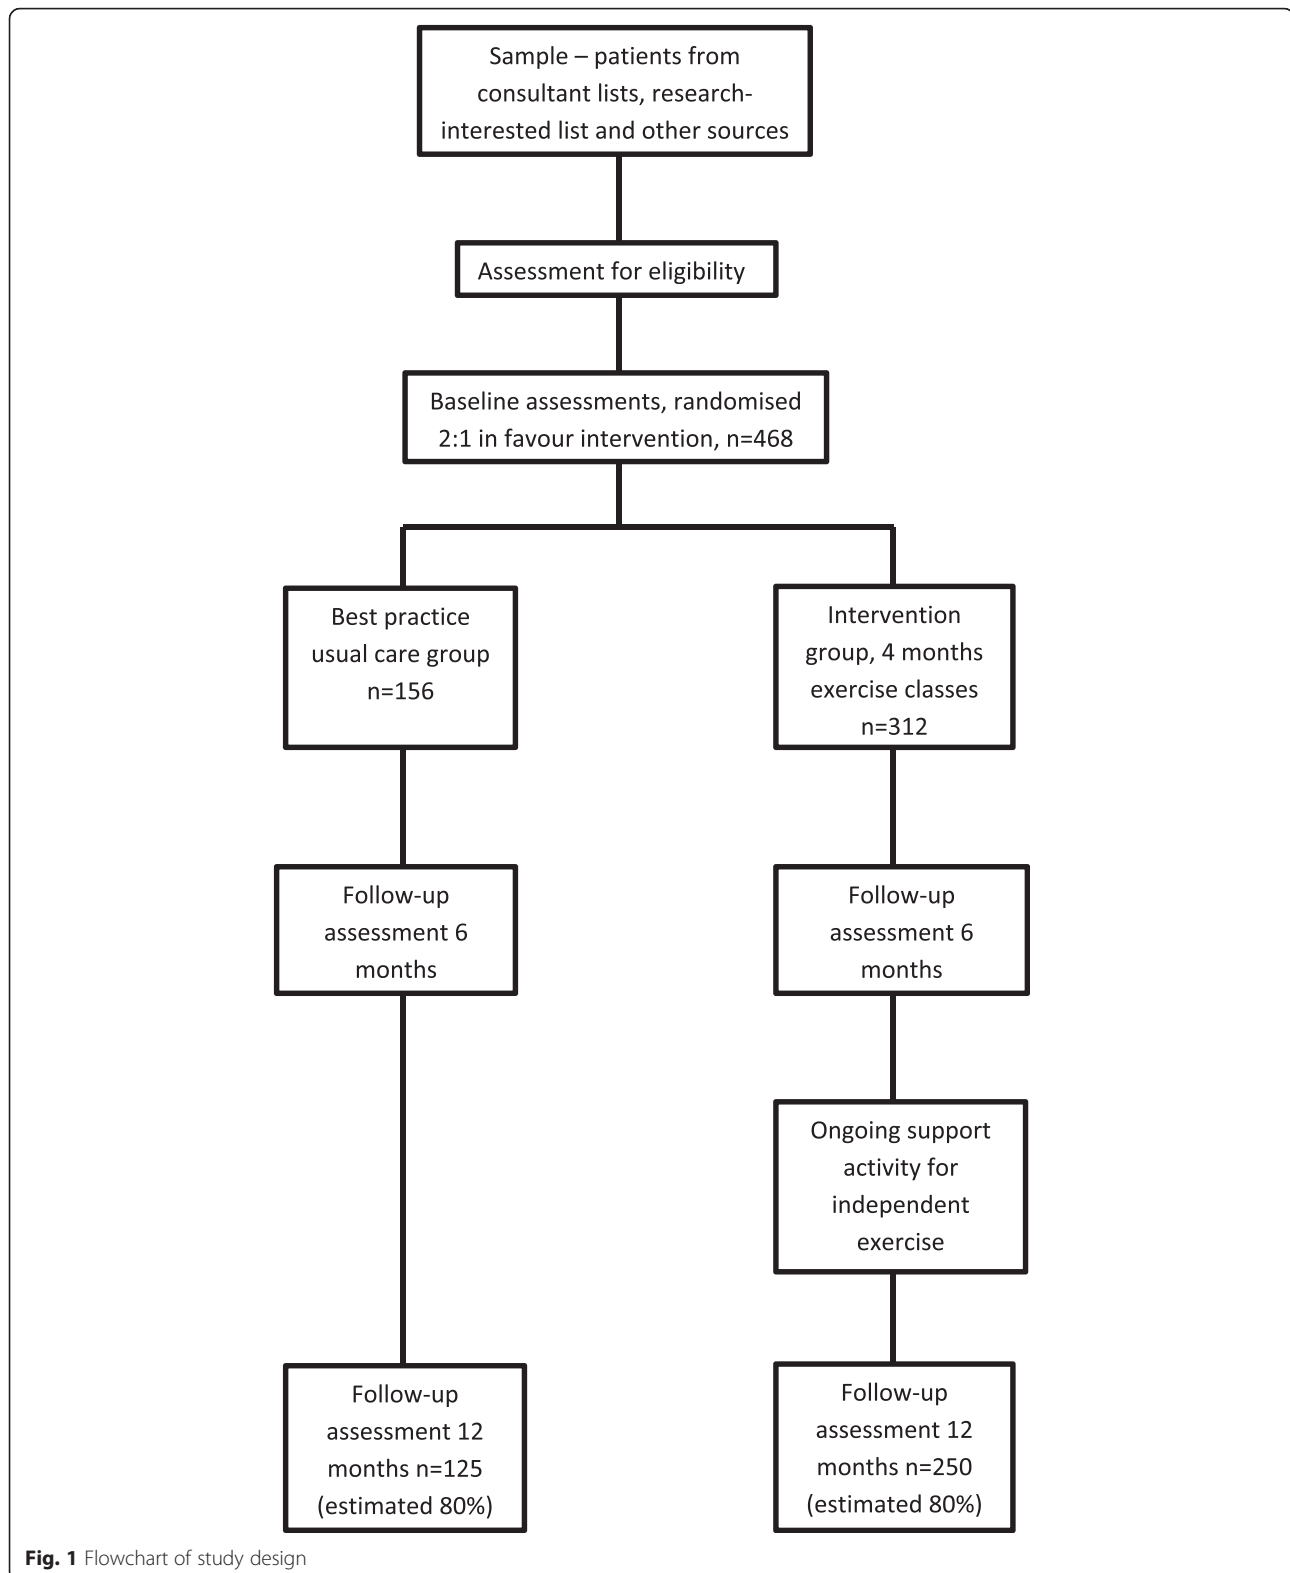 Sample – patients from
consultant lists, research-
interested list and other sources
Assessment for eligibility
Baseline assessments, randomised
2:1 in favour intervention, n=468
Best practice
usual care group
n=156
Intervention
group, 4 months
exercise classes
n=312
Follow-up
assessment 6
months
Follow-up
assessment 6
months
Ongoing support
activity for
independent
exercise
Follow-up
assessment 12
months n=125
(estimated 80%)
Follow-up
assessment 12
months n=250
(estimated 80%)
Fig. 1 Flowchart of study design